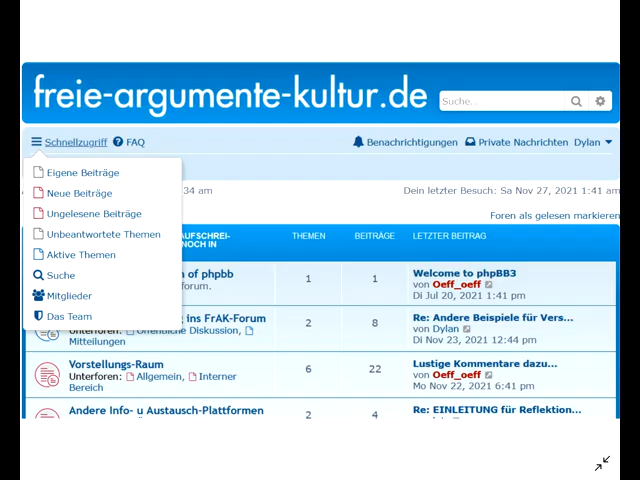 freie-argumente-kultur.de
Suche...
Schnellzugriff FAQ Benachrichtigungen Private Nachrichten Dylan
Eigene Beiträge
Neue Beiträge
Ungelesene Beiträge
Unbeantwortete Themen
Aktive Themen
Suche
Mitglieder
Das Team
34 am Dein letzter Besuch: Sa Nov 27, 2021 1:41 am
Foren als gelesen markieren
AUFSCHREI-
NOCH IN THEMEN BEITRÄGE LETZTER BEITRAG
of phpbb
forum. 1 1 Welcome to phpBB3
von Oeff_oeff
Di Jul 20, 2021 1:41 pm
ins FrAK-Forum
Unterforen: Öffentliche Diskussion,
Mitteilungen 2 8 Re: Andere Beispiele für Vers...
von Dylan
Di Nov 23, 2021 12:44 pm
Vorstellungs-Raum
Unterforen: Allgemein, Interner
Bereich 6 22 Lustige Kommentare dazu...
von Oeff_oeff
Mo Nov 22, 2021 6:41 pm
Andere Info- u Austausch-Plattformen 2 4 Re: EINLEITUNG für Reflektion...